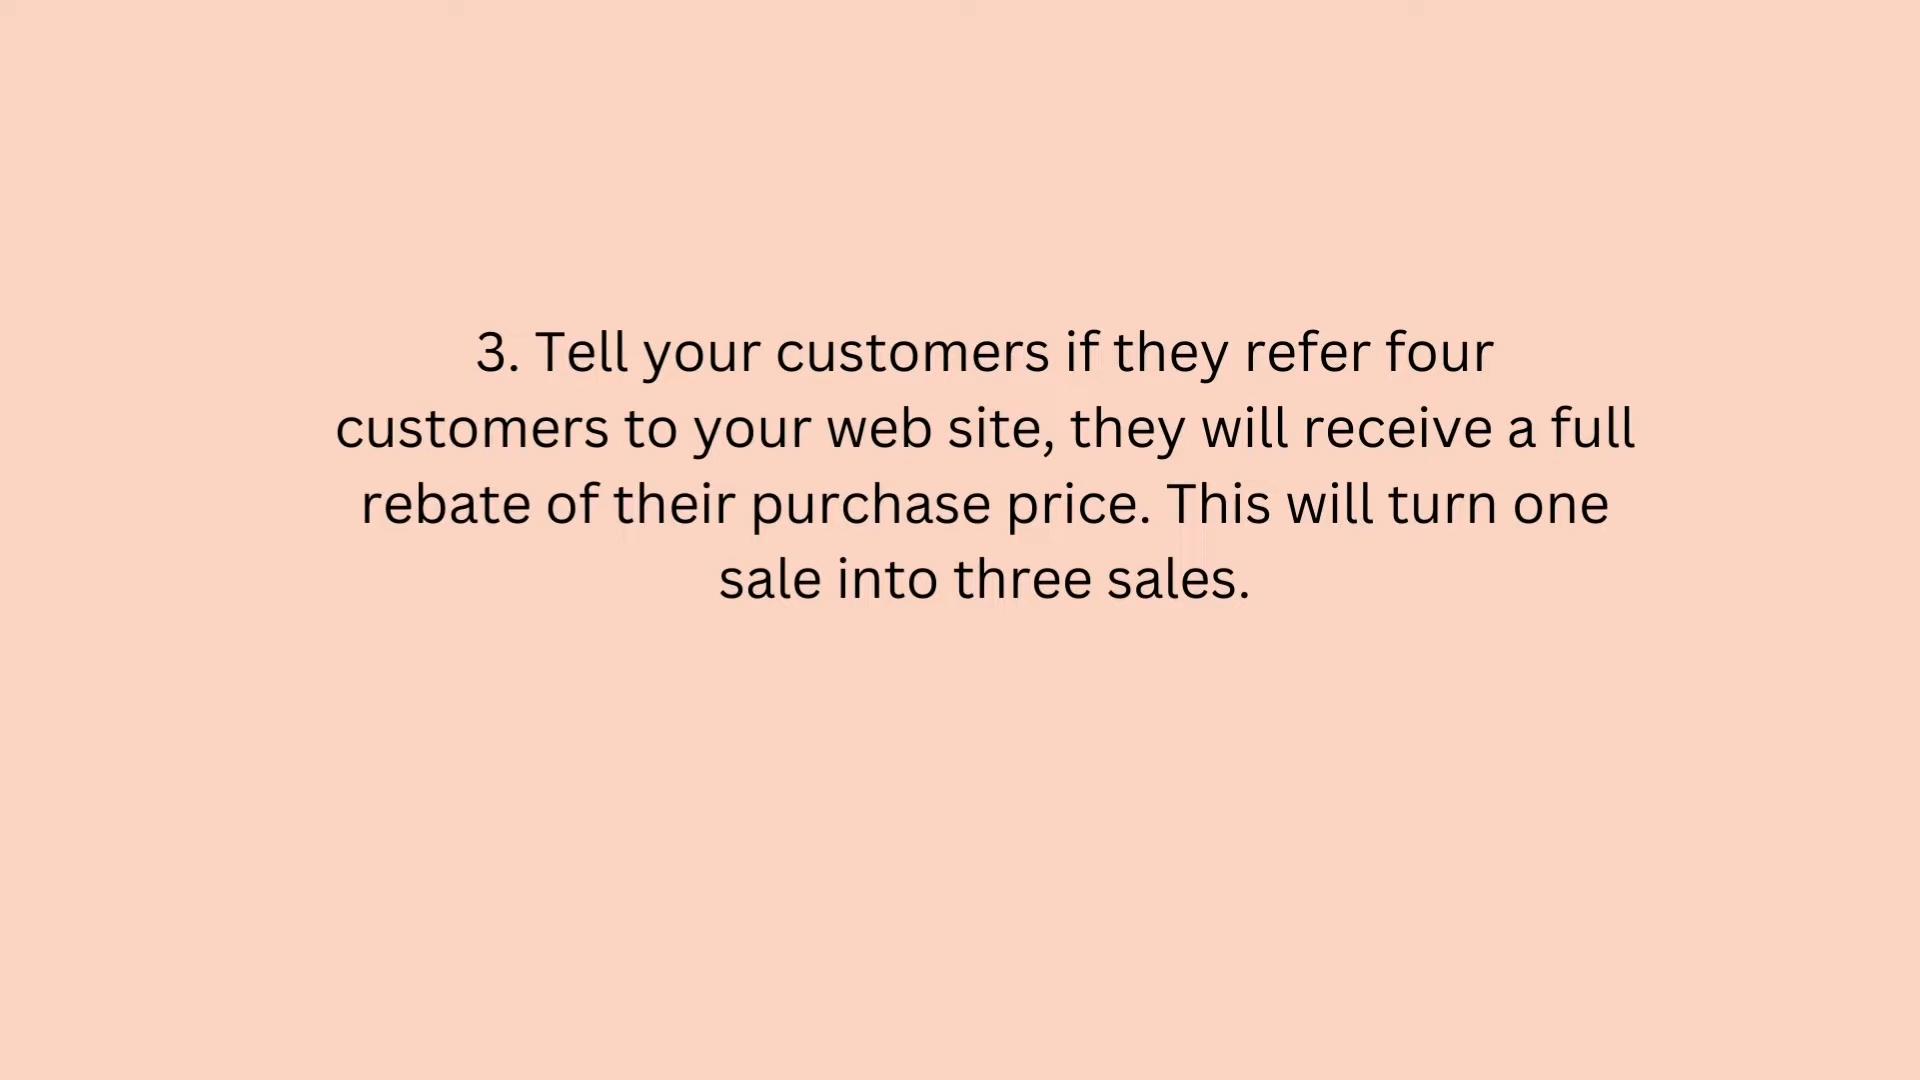 3. Tell your customers if they refer four
customers to your web site, they will receive a full
rebate of their purchase price. This will turn one
sale into three sales.